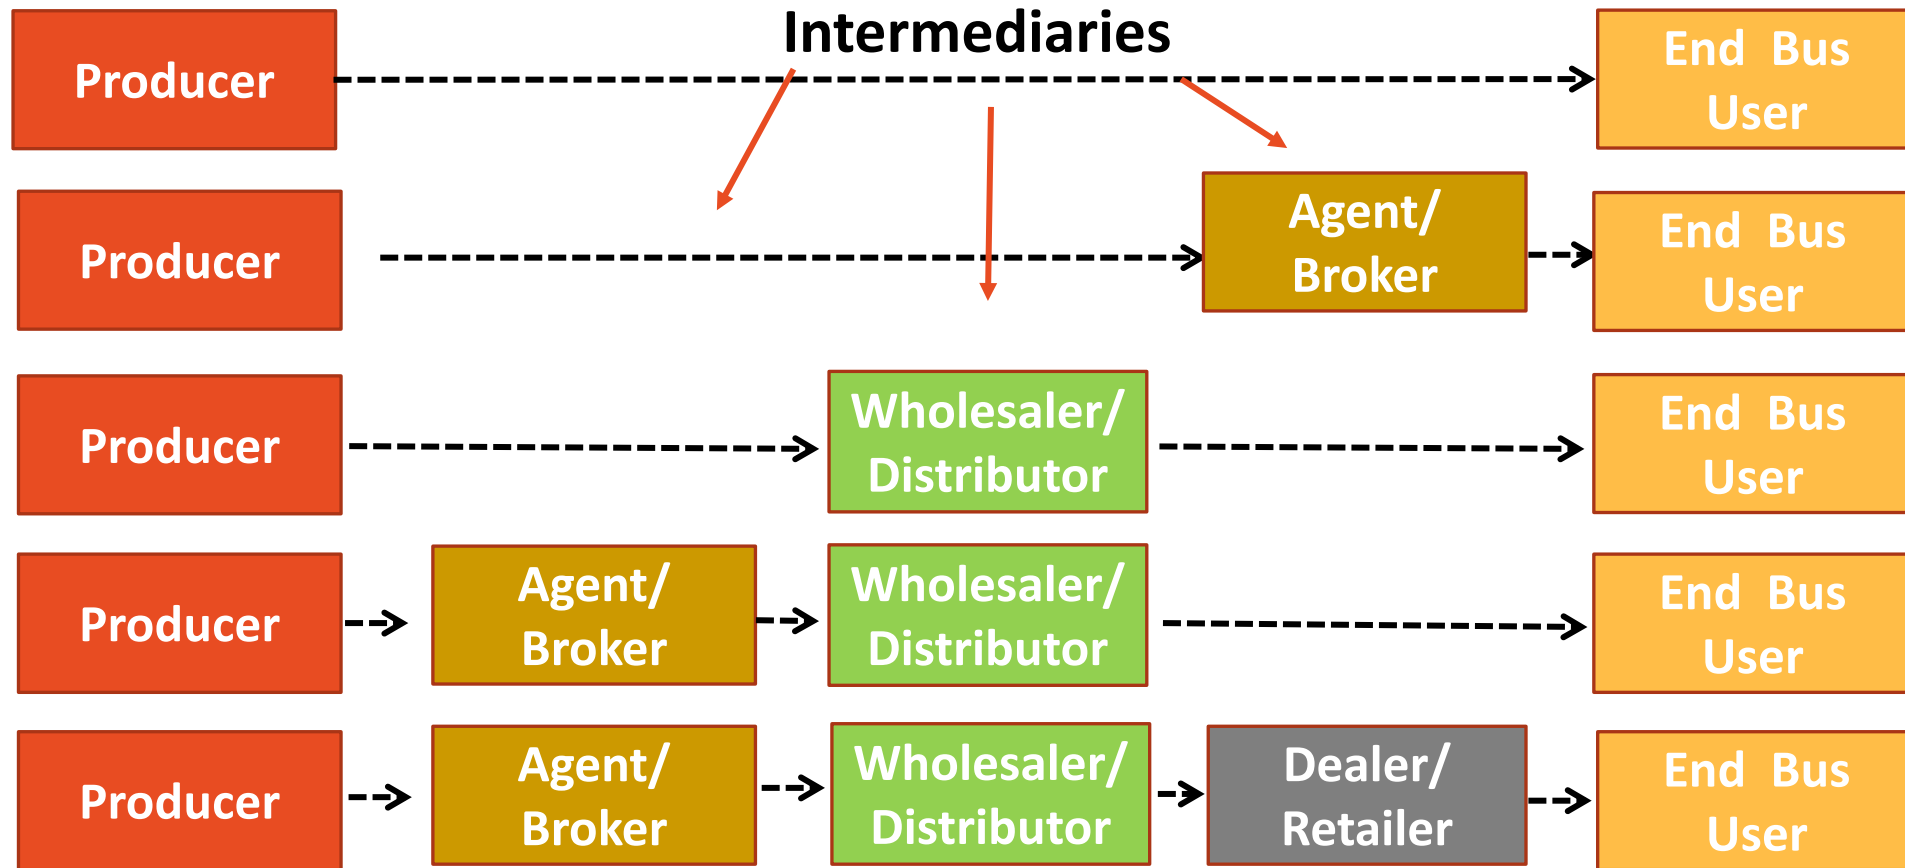 Intermediaries
Producer
End Bus
User
Producer
Agent/
Broker
End Bus
User
Producer
Wholesaler/
Distributor
End Bus
User
Producer
Agent/
Broker
Wholesaler/
Distributor
End Bus
User
Producer
Agent/
Broker
Wholesaler/
Distributor
Dealer/
Retailer
End Bus
User